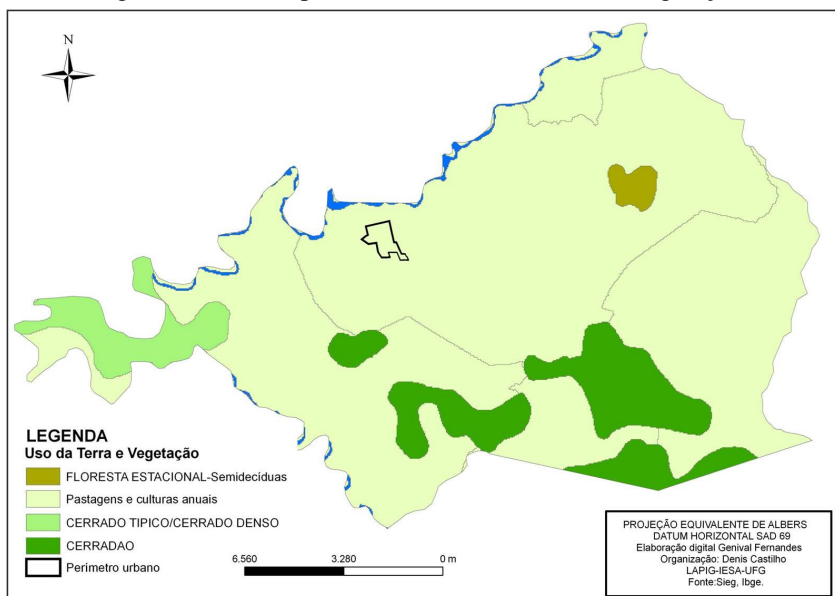 N
LEGENDA
Uso da Terra e Vegetação
FLORESTA ESTACIONAL-Semidecíduas
Pastagens e culturas anuais
CERRADO TIPICO/CERRADO DENSO
CERRADAO
Perimetro urbano
6.560 3.280 0 m
PROJEÇÃO EQUIVALENTE DE ALBERS
DATUM HORIZONTAL SAD 69
Elaboração digital Genival Fernandes
Organização: Denis Castilho
LAPIG-IESA-UFG
Fonte:Sieg, Ibge.